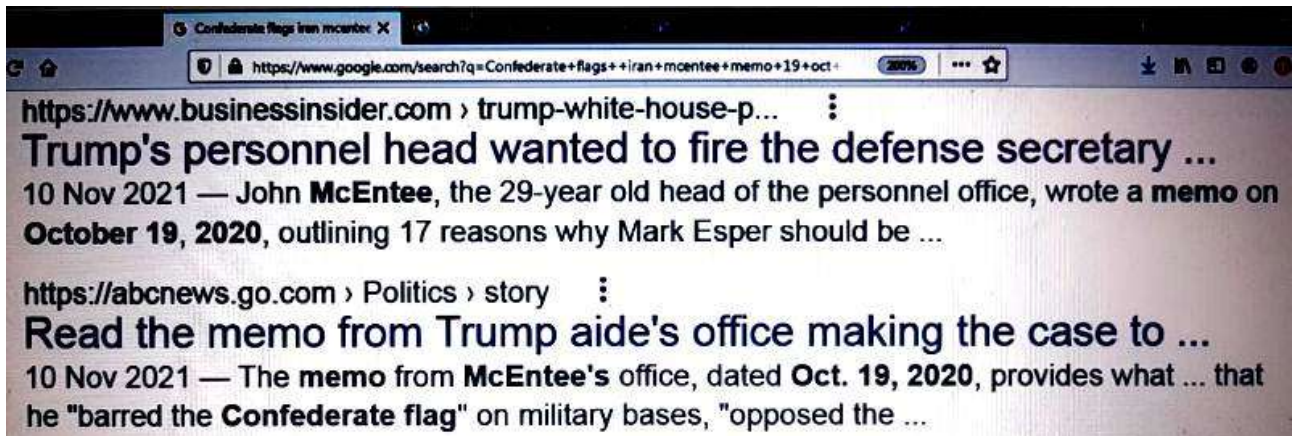 Confederate flags iran mcentee
https://www.google.com/search?q=Confederate+flags++iran+mcentee+memo+19+oct+
200%
https://www.businessinsider.com › trump-white-house-p...
Trump's personnel head wanted to fire the defense secretary ...
10 Nov 2021 — John McEntee, the 29-year old head of the personnel office, wrote a memo on
October 19, 2020, outlining 17 reasons why Mark Esper should be ...
https://abcnews.go.com › Politics › story
Read the memo from Trump aide's office making the case to ...
10 Nov 2021 — The memo from McEntee's office, dated Oct. 19, 2020, provides what ... that
he "barred the Confederate flag" on military bases, "opposed the ...